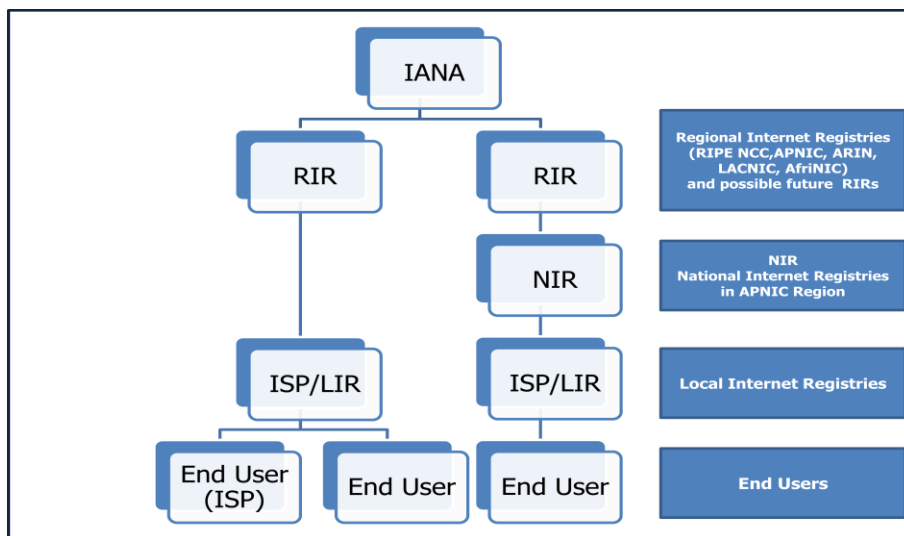 IANA
RIR
RIR
Regional Internet Registries
(RIPE NCC,APNIC, ARIN,
LACNIC, AfriNIC)
and possible future RIRs
NIR
NIR
National Internet Registries
in APNIC Region
ISP/LIR
ISP/LIR
Local Internet Registries
End User
(ISP)
End User
End User
End Users